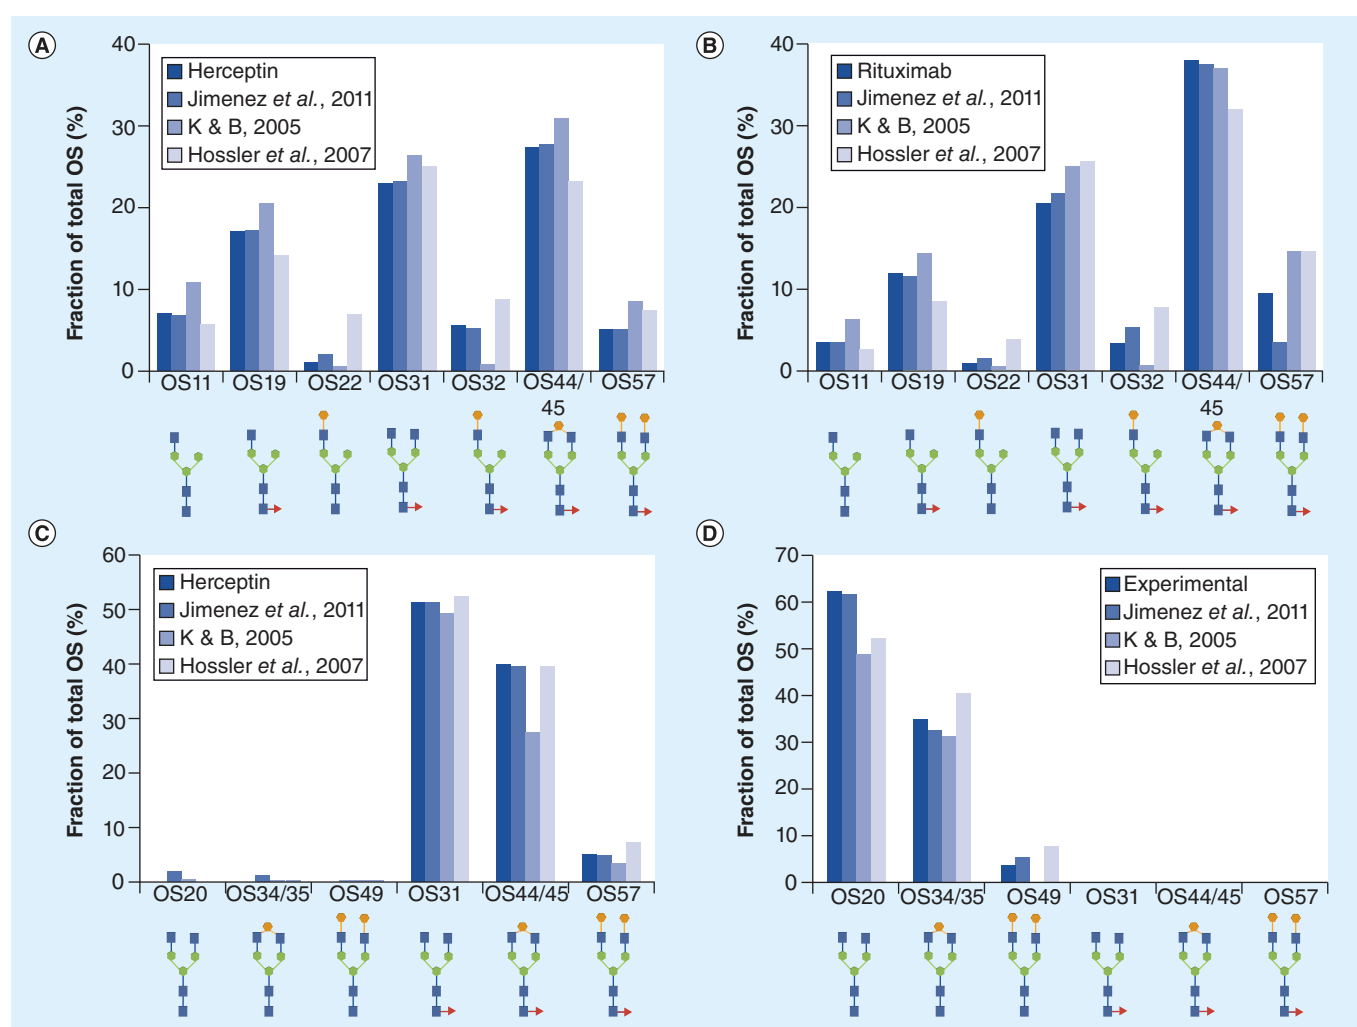 A
Fraction of total OS (%)
40
30
20
10
0
Herceptin
Jimenez et al., 2011
K & B, 2005
Hossler et al., 2007
OS11 OS19 OS22 OS31 OS32 OS44/ OS57
45
B
Fraction of total OS (%)
40
30
20
10
0
Rituximab
Jimenez et al., 2011
K & B, 2005
Hossler et al., 2007
OS11 OS19 OS22 OS31 OS32 OS44/ OS57
45
C
Fraction of total OS (%)
60
50
40
30
20
10
0
Herceptin
Jimenez et al., 2011
K & B, 2005
Hossler et al., 2007
OS20 OS34/35 OS49 OS31 OS44/45 OS57
D
Fraction of total OS (%)
70
60
50
40
30
20
10
0
Experimental
Jimenez et al., 2011
K & B, 2005
Hossler et al., 2007
OS20 OS34/35 OS49 OS31 OS44/45 OS57